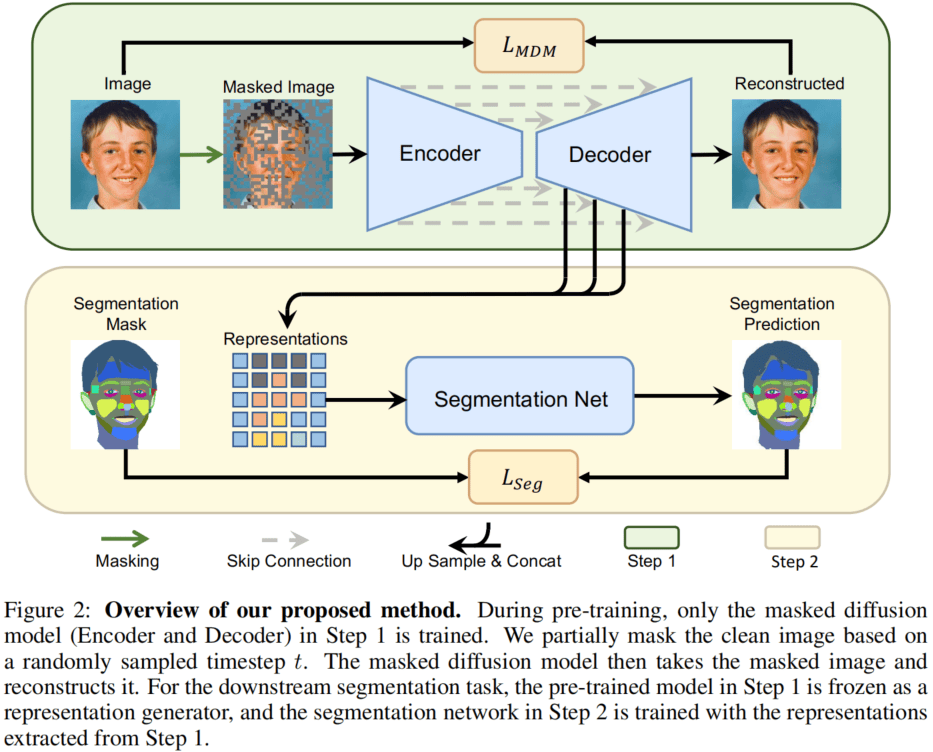 L_MDM
Image
Masked Image
Reconstructed
Encoder
Decoder
Segmentation
Mask
Representations
Segmentation
Prediction
Segmentation Net
L_Seg
Masking
Skip Connection
Up Sample & Concat
Step 1
Step 2
Figure 2: Overview of our proposed method. During pre-training, only the masked diffusion
model (Encoder and Decoder) in Step 1 is trained. We partially mask the clean image based on
a randomly sampled timestep t. The masked diffusion model then takes the masked image and
reconstructs it. For the downstream segmentation task, the pre-trained model in Step 1 is frozen as a
representation generator, and the segmentation network in Step 2 is trained with the representations
extracted from Step 1.